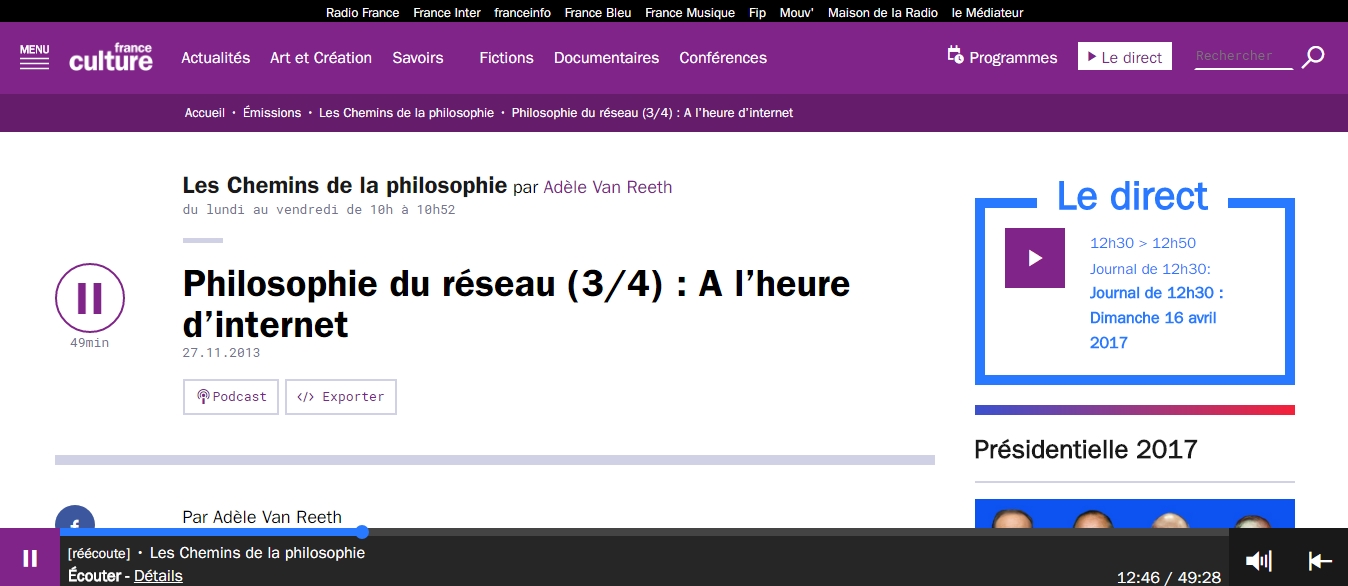 Radio France France Inter franceinfo France Bleu France Musique Fip Mouv' Maison de la Radio le Médiateur
MENU
france
culture
Actualités Art et Création Savoirs Fictions Documentaires Conférences
Programmes
Le direct
Rechercher
Accueil • Émissions • Les Chemins de la philosophie • Philosophie du réseau (3/4) : A l’heure d’internet
Les Chemins de la philosophie par Adèle Van Reeth
du lundi au vendredi de 10h à 10h52
Philosophie du réseau (3/4) : A l’heure
d’internet
49min
27.11.2013
Podcast
</> Exporter
Par Adèle Van Reeth
Le direct
12h30 > 12h50
Journal de 12h30:
Journal de 12h30 :
Dimanche 16 avril
2017
Présidentielle 2017
[réécoute] • Les Chemins de la philosophie
Écouter - Détails
12:46 / 49:28